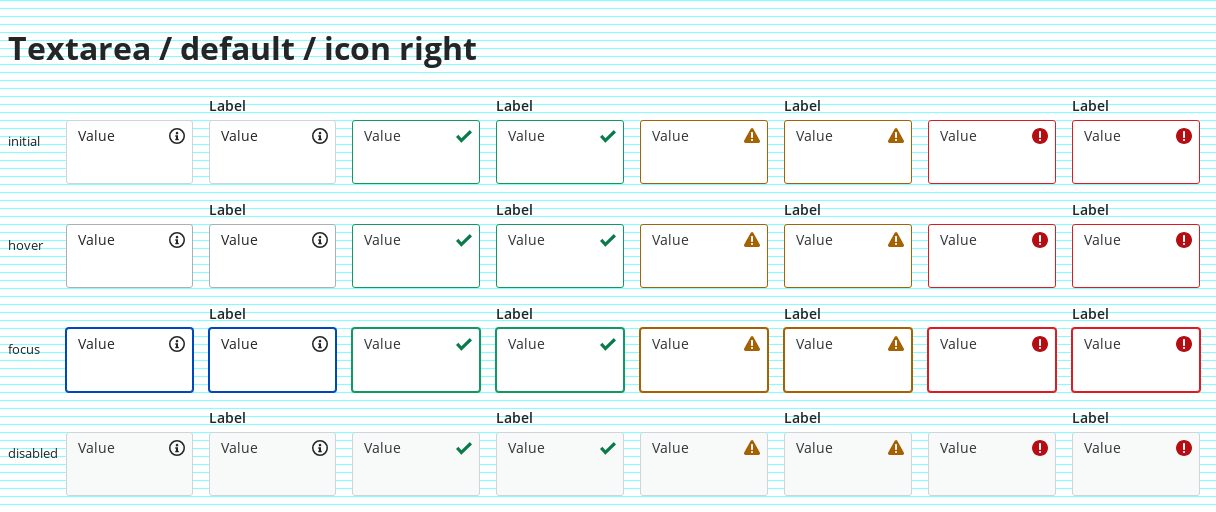 Textarea / default / icon right
Label Label Label Label
initial Value Value Value Value Value Value Value Value
Label Label Label Label
hover Value Value Value Value Value Value Value Value
Label Label Label Label
focus Value Value Value Value Value Value Value Value
Label Label Label Label
disabled Value Value Value Value Value Value Value Value